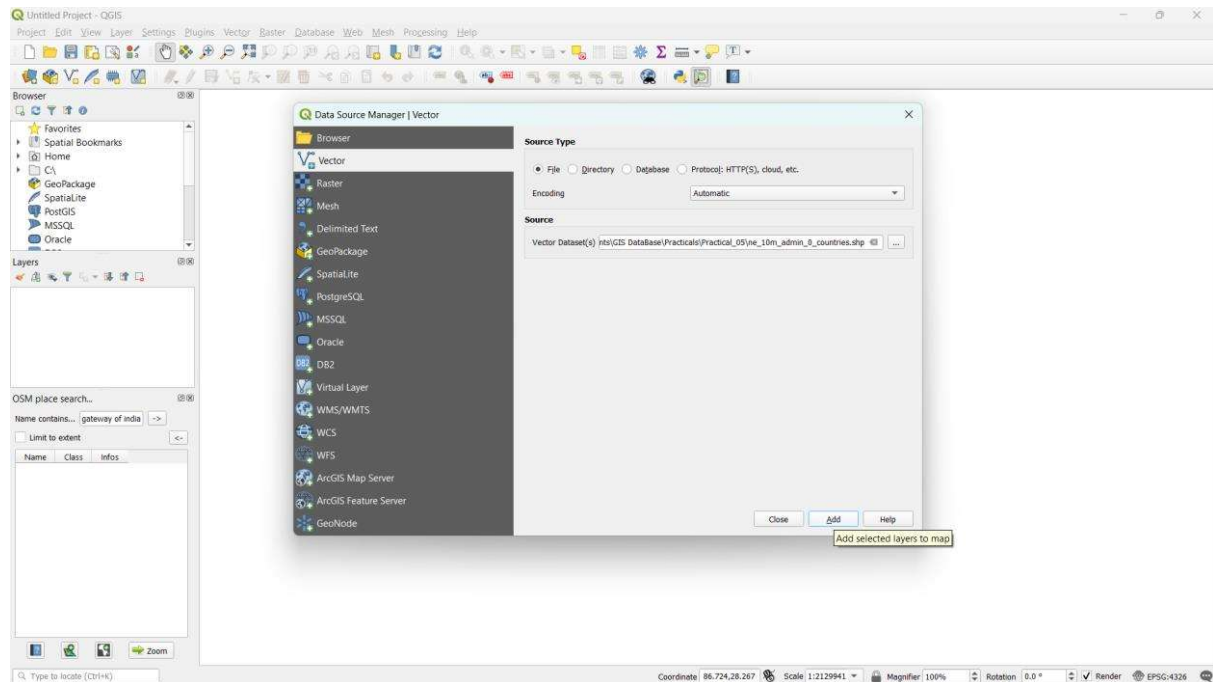 Untitled Project - QGIS
Project Edit View Layer Settings Plugins Vector Raster Database Web Mesh Processing Help
Browser
Favorites
Spatial Bookmarks
Home
C:\
GeoPackage
SpatiaLite
PostGIS
MSSQL
Oracle
Layers
OSM place search...
Name contains... gateway of india ->
Limit to extent <-
Name Class Infos
Zoom
Type to locate (Ctrl+K)
Data Source Manager | Vector
Browser
Vector
Raster
Mesh
Delimited Text
GeoPackage
SpatiaLite
PostgreSQL
MSSQL
Oracle
DB2
Virtual Layer
WMS/WMTS
WCS
WFS
ArcGIS Map Server
ArcGIS Feature Server
GeoNode
Source Type
File Directory Database Protocol: HTTP(S), cloud, etc.
Encoding Automatic
Source
Vector Dataset(s) nts\GIS DataBase\Practicals\Practical_05\ne_10m_admin_0_countries.shp ...
Close Add Help
Add selected layers to map
Coordinate 86.724,28.267 Scale 1:2129941 Magnifier 100% Rotation 0.0 ° Render EPSG:4326